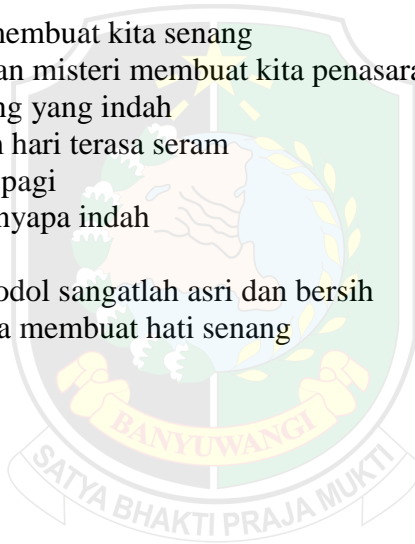 membuat kita senang
an misteri membuat kita penasara
ng yang indah
hari terasa seram
pagi
nyapa indah
odol sangatlah asri dan bersih
a membuat hati senang
BANYUWANGI
SATYA BHAKTI PRAJA MUKTI